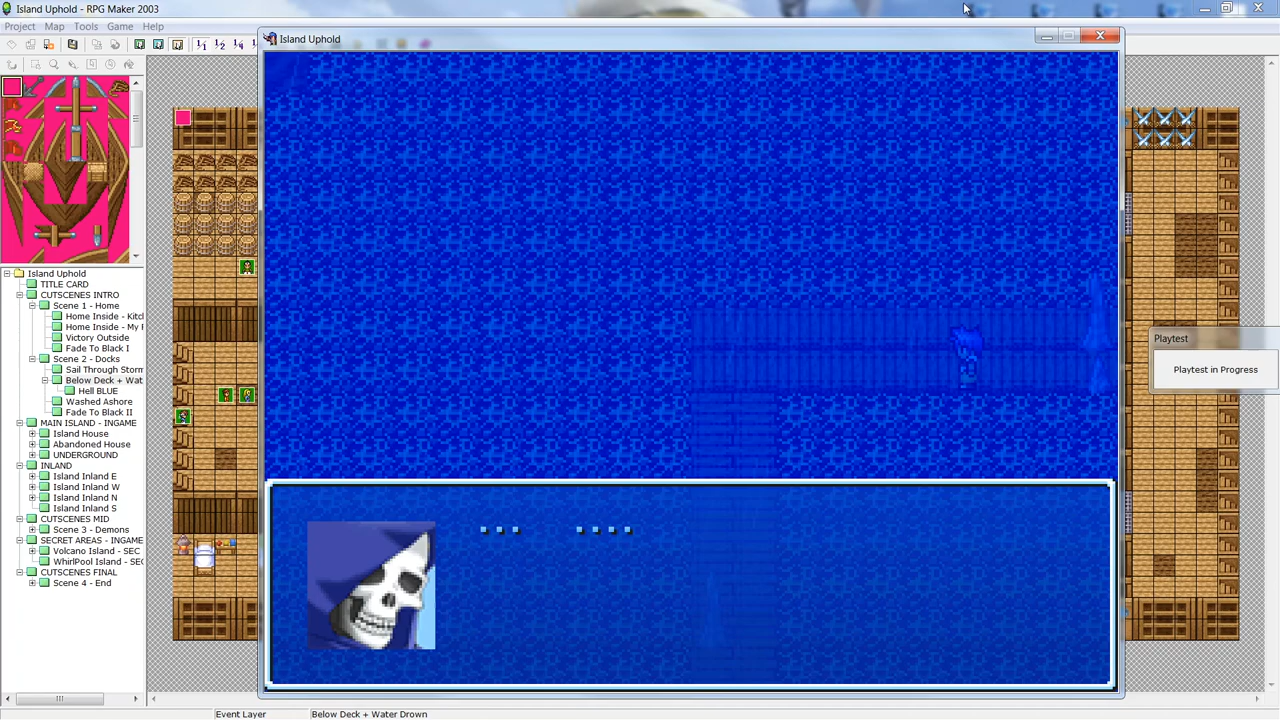 Island Uphold - RPG Maker 2003
Project Map Tools Game Help
Island Uphold
Playtest
Playtest in Progress
... ....
Island Uphold
TITLE CARD
CUTSCENES INTRO
Scene 1 - Home
Home Inside - Kitc
Home Inside - My F
Victory Outside
Fade To Black I
Scene 2 - Docks
Sail Through Storm
Below Deck + Wat
Hell BLUE
Washed Ashore
Fade To Black II
MAIN ISLAND - INGAME
Island House
Abandoned House
UNDERGROUND
INLAND
Island Inland E
Island Inland W
Island Inland N
Island Inland S
CUTSCENES MID
Scene 3 - Demons
SECRET AREAS - INGAME
Volcano Island - SEC
WhirlPool Island - SEC
CUTSCENES FINAL
Scene 4 - End
Event Layer
Below Deck + Water Drown